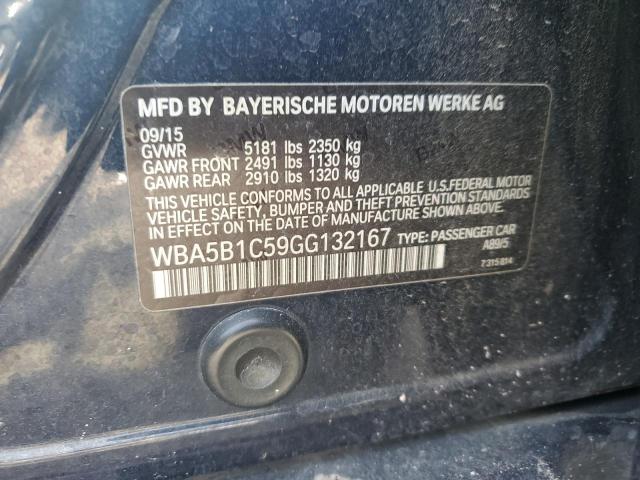 MFD BY BAYERISCHE MOTOREN WERKE AG
09/15
GVWR 5181 lbs 2350 kg
GAWR FRONT 2491 lbs 1130 kg
GAWR REAR 2910 lbs 1320 kg
THIS VEHICLE CONFORMS TO ALL APPLICABLE U.S.FEDERAL MOTOR
VEHICLE SAFETY, BUMPER AND THEFT PREVENTION STANDARDS
IN EFFECT ON THE DATE OF MANUFACTURE SHOWN ABOVE.
WBA5B1C59GG132167 TYPE: PASSENGER CAR
A89/5
7315814